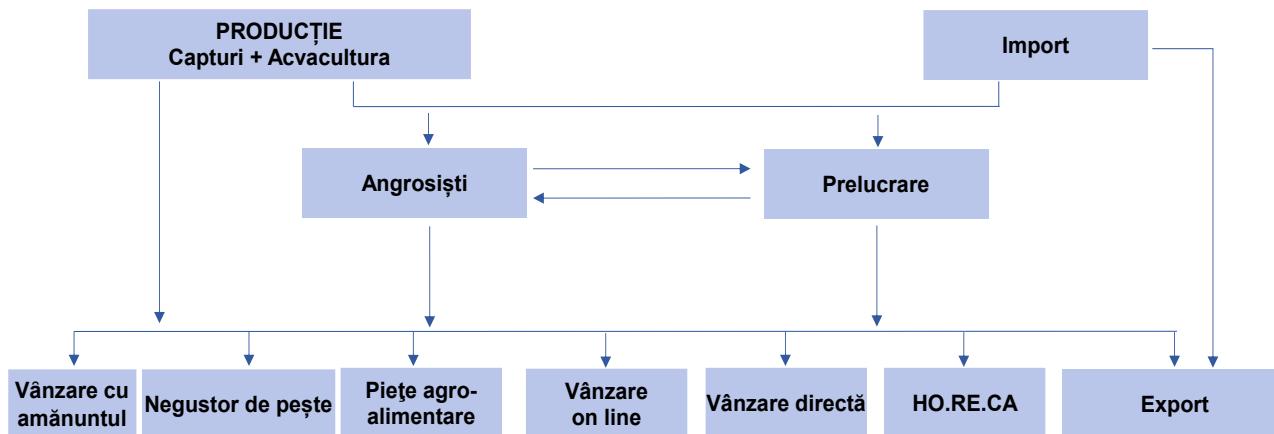 PRODUCȚIE
Capturi + Acvacultura
Import
Angrosiști
Prelucrare
Vânzare cu
amănuntul
Negustor de pește
Pieţe agro-
alimentare
Vânzare
on line
Vânzare directă
HO.RE.CA
Export